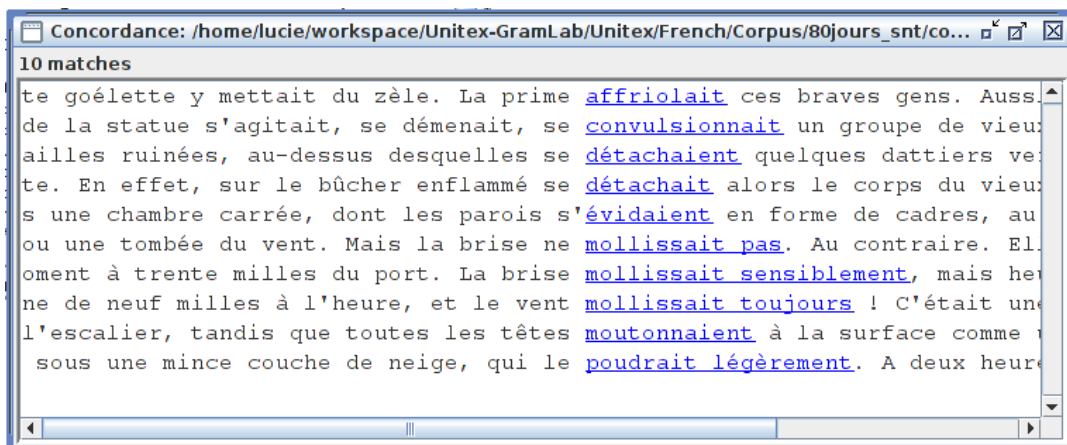 Concordance: /home/lucie/workspace/Unitex-GramLab/Unitex/French/Corpus/80jours_snt/co...
10 matches
te goélette y mettait du zèle. La prime affriolait ces braves gens. Auss
de la statue s'agitait, se démenait, se convulsionnait un groupe de vieu
ailles ruinées, au-dessus desquelles se détachaient quelques dattiers ve
te. En effet, sur le bûcher enflammé se détachait alors le corps du vieu
s une chambre carrée, dont les parois s'évidaient en forme de cadres, au
ou une tombée du vent. Mais la brise ne mollissait pas. Au contraire. El
oment à trente milles du port. La brise mollissait sensiblement, mais heu
ne de neuf milles à l'heure, et le vent mollissait toujours ! C'était une
l'escalier, tandis que toutes les têtes moutonnaient à la surface comme
sous une mince couche de neige, qui le poudrait légèrement. A deux heure